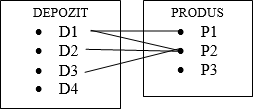 DEPOZIT PRODUS
• D1 • P1
• D2 • P2
• D3 • P3
• D4